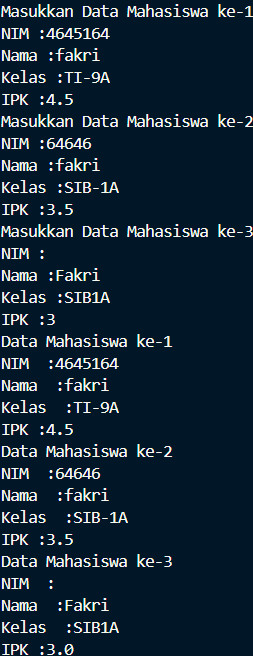 Masukkan Data Mahasiswa ke-1
NIM :4645164
Nama :fakri
Kelas :TI-9A
IPK :4.5
Masukkan Data Mahasiswa ke-2
NIM :64646
Nama :fakri
Kelas :SIB-1A
IPK :3.5
Masukkan Data Mahasiswa ke-3
NIM :
Nama :Fakri
Kelas :SIB1A
IPK :3
Data Mahasiswa ke-1
NIM  :4645164
Nama  :fakri
Kelas  :TI-9A
IPK :4.5
Data Mahasiswa ke-2
NIM  :64646
Nama  :fakri
Kelas  :SIB-1A
IPK :3.5
Data Mahasiswa ke-3
NIM  :
Nama  :Fakri
Kelas  :SIB1A
IPK :3.0